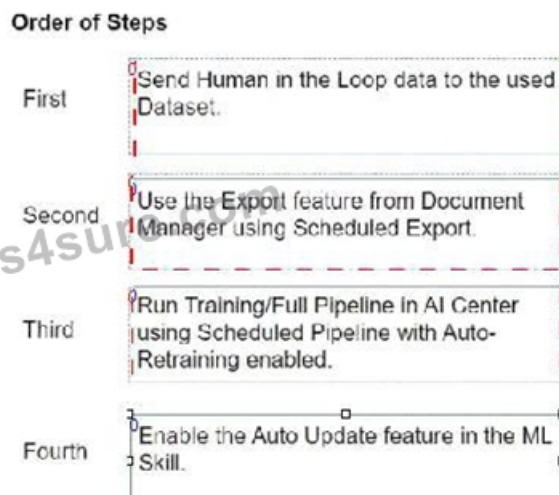 Order of Steps
First
Send Human in the Loop data to the used
Dataset.
Second
Use the Export feature from Document
Manager using Scheduled Export.
s4sure.com
Third
Run Training/Full Pipeline in AI Center
using Scheduled Pipeline with Auto-
Retraining enabled.
Fourth
Enable the Auto Update feature in the ML
Skill.